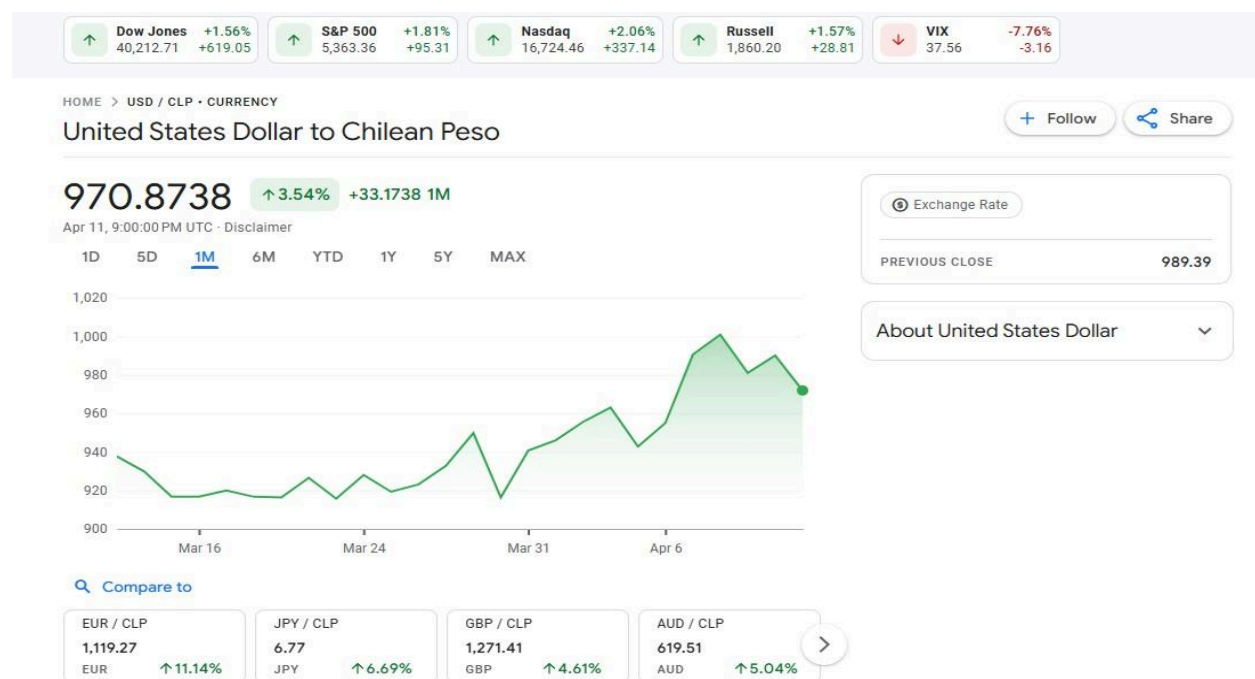 Dow Jones +1.56% S&P 500 +1.81% Nasdaq +2.06% Russell +1.57% VIX -7.76%
↑ 40,212.71 +619.05 ↑ 5,363.36 +95.31 ↑ 16,724.46 +337.14 ↑ 1,860.20 +28.81 ↓ 37.56 -3.16
HOME > USD / CLP • CURRENCY
United States Dollar to Chilean Peso
+ Follow Share
970.8738 ↑ 3.54% +33.1738 1M
Apr 11, 9:00:00 PM UTC · Disclaimer
1D 5D 1M 6M YTD 1Y 5Y MAX
Exchange Rate
PREVIOUS CLOSE 989.39
About United States Dollar
1,020
1,000
980
960
940
920
900
Mar 16 Mar 24 Mar 31 Apr 6
Compare to
EUR / CLP JPY / CLP GBP / CLP AUD / CLP
1,119.27 6.77 1,271.41 619.51
EUR ↑ 11.14% JPY ↑ 6.69% GBP ↑ 4.61% AUD ↑ 5.04%